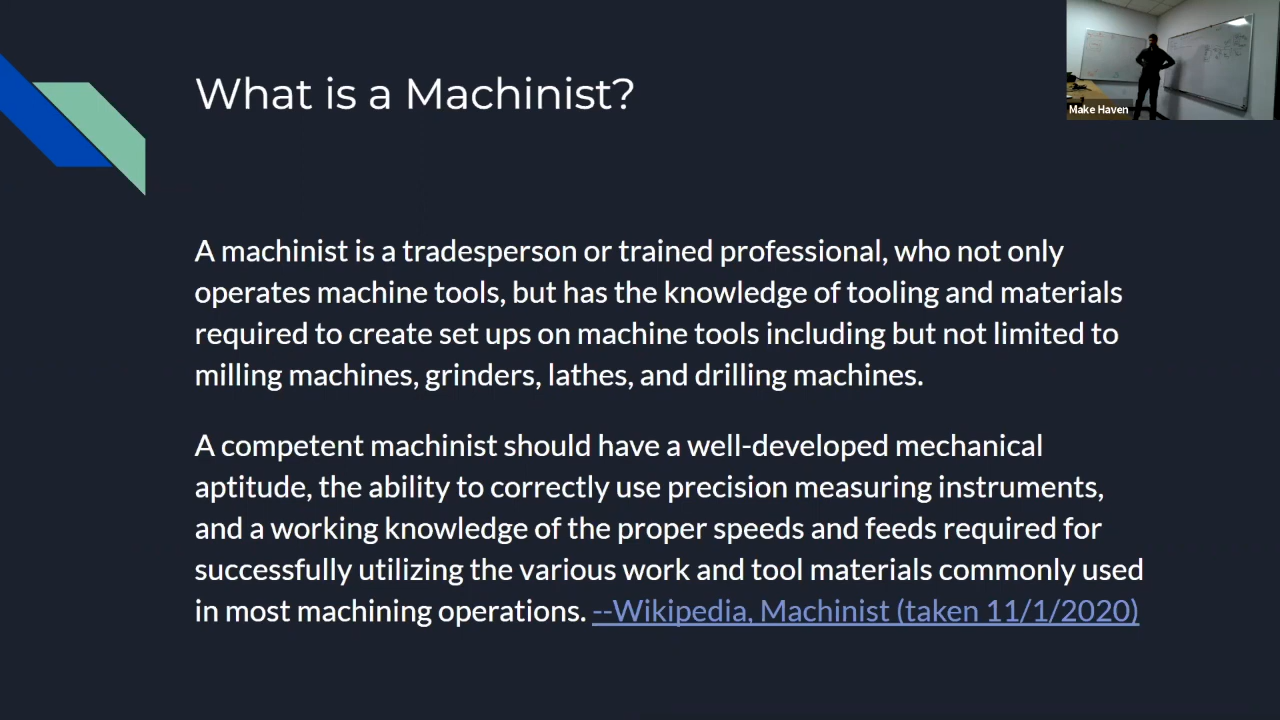 What is a Machinist?
Make Haven
A machinist is a tradesperson or trained professional, who not only
operates machine tools, but has the knowledge of tooling and materials
required to create set ups on machine tools including but not limited to
milling machines, grinders, lathes, and drilling machines.
A competent machinist should have a well-developed mechanical
aptitude, the ability to correctly use precision measuring instruments,
and a working knowledge of the proper speeds and feeds required for
successfully utilizing the various work and tool materials commonly used
in most machining operations. --Wikipedia, Machinist (taken 11/1/2020)